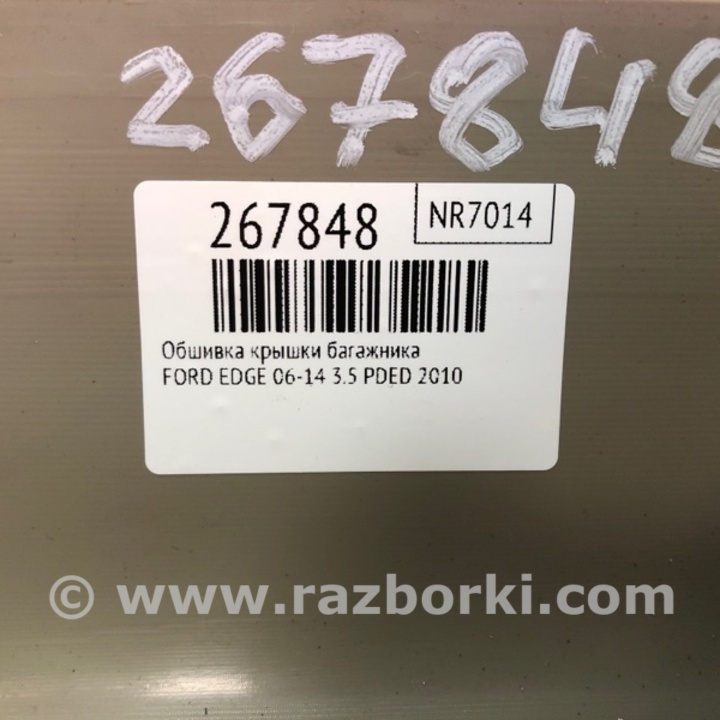 267848
267848
NR7014
Обшивка крышки багажника
FORD EDGE 06-14 3.5 PDED 2010
© www.razborki.com